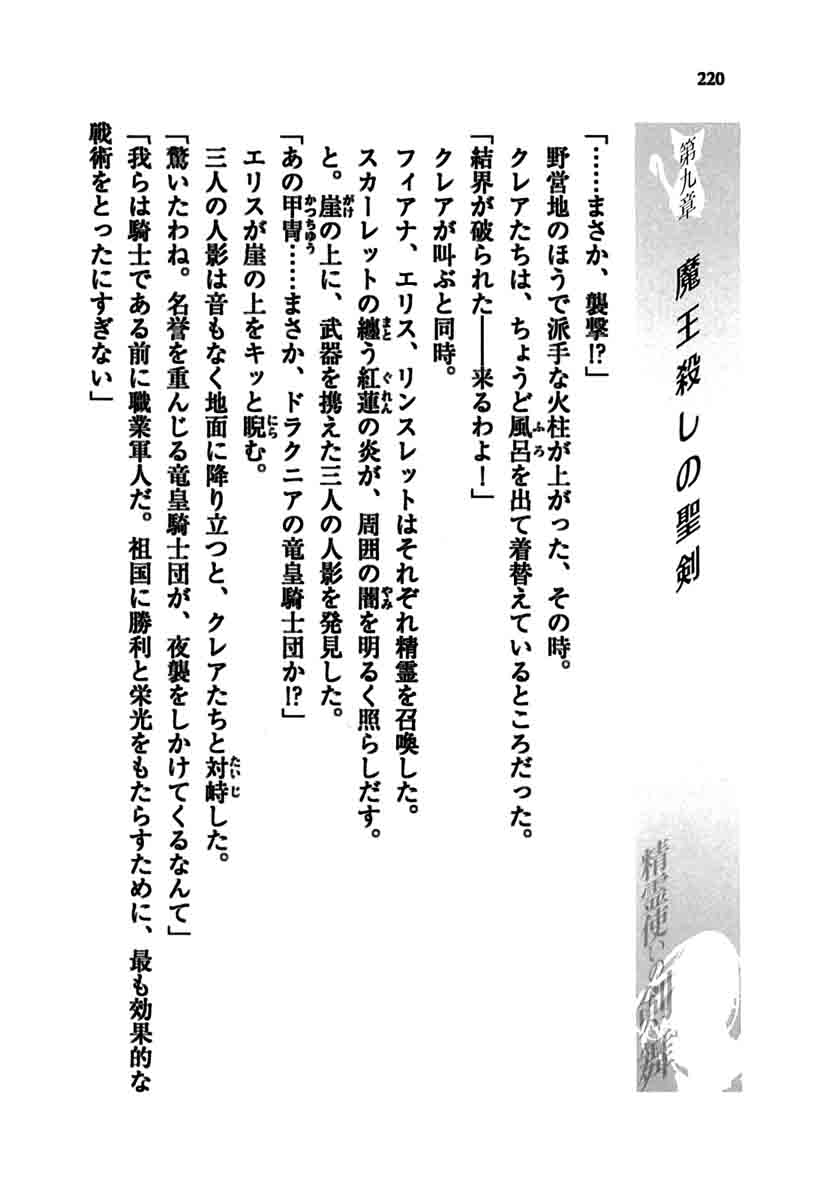 220
第九章 魔王殺しの聖剣
精霊使いの剣舞
「……まさか、襲撃!?」
野営地のほうで派手な火柱が上がった、その時。
クレアたちは、ちょうど風呂を出て着替えているところだった。
「結界が破られた――来るわよ！」
クレアが叫ぶと同時。
フィアナ、エリス、リンスレットはそれぞれ精霊を召喚した。
スカーレットの纏う紅蓮の炎が、周囲の闇を明るく照らしだす。
と。崖の上に、武器を携えた三人の人影を発見した。
「あの甲冑……まさか、ドラクニアの竜皇騎士団か!?」
エリスが崖の上をキッと睨む。
三人の人影は音もなく地面に降り立つと、クレアたちと対峙した。
「驚いたわね。名誉を重んじる竜皇騎士団が、夜襲をしかけてくるなんて」
「我らは騎士である前に職業軍人だ。祖国に勝利と栄光をもたらすために、最も効果的な
戦術をとったにすぎない」